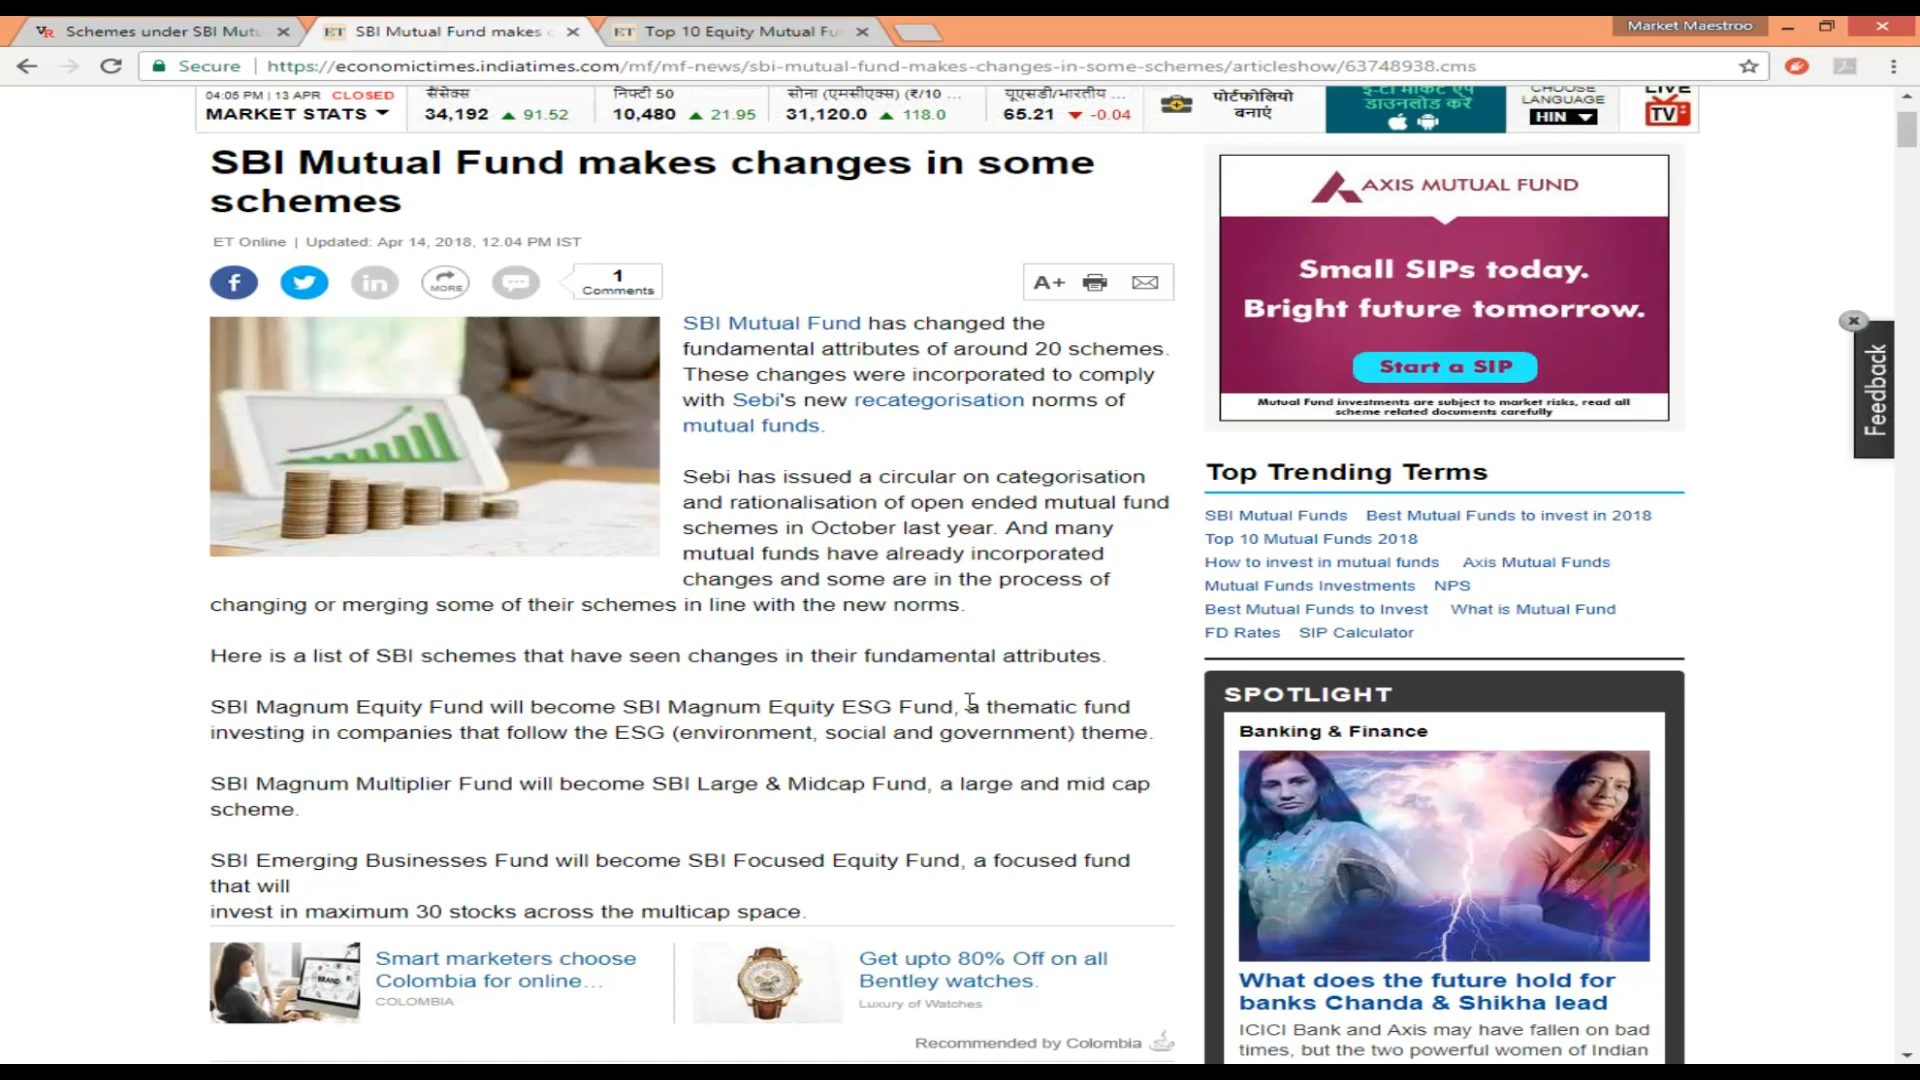 Schemes under SBI Mutu
SBI Mutual Fund makes c
Top 10 Equity Mutual Fu
Market Maestroo
Secure
https://economictimes.indiatimes.com/mf/mf-news/sbi-mutual-fund-makes-changes-in-some-schemes/articleshow/63748938.cms
04:05 PM | 13 APR CLOSED
MARKET STATS
सेंसेक्स
34,192 ▲ 91.52
निफ्टी 50
10,480 ▲ 21.95
सोना (एमसीएक्स) (₹/10 ...
31,120.0 ▲ 118.0
यूएसडी/भारतीय ...
65.21 ▼ -0.04
पोर्टफोलियो
बनाएं
ई-टी मार्केट ऐप
डाउनलोड करें
CHOOSE
LANGUAGE
HIN
LIVE
TV
SBI Mutual Fund makes changes in some
schemes
ET Online | Updated: Apr 14, 2018, 12.04 PM IST
MORE
1
Comments
A+
SBI Mutual Fund has changed the
fundamental attributes of around 20 schemes.
These changes were incorporated to comply
with Sebi's new recategorisation norms of
mutual funds.
Sebi has issued a circular on categorisation
and rationalisation of open ended mutual fund
schemes in October last year. And many
mutual funds have already incorporated
changes and some are in the process of
changing or merging some of their schemes in line with the new norms.
Here is a list of SBI schemes that have seen changes in their fundamental attributes.
SBI Magnum Equity Fund will become SBI Magnum Equity ESG Fund, a thematic fund
investing in companies that follow the ESG (environment, social and government) theme.
SBI Magnum Multiplier Fund will become SBI Large & Midcap Fund, a large and mid cap
scheme.
SBI Emerging Businesses Fund will become SBI Focused Equity Fund, a focused fund
that will
invest in maximum 30 stocks across the multicap space.
BRAND
Smart marketers choose
Colombia for online...
COLOMBIA
Get upto 80% Off on all
Bentley watches.
Luxury of Watches
Recommended by Colombia
AXIS MUTUAL FUND
Small SIPs today.
Bright future tomorrow.
Start a SIP
Mutual Fund investments are subject to market risks, read all
scheme related documents carefully
Feedback
Top Trending Terms
SBI Mutual Funds Best Mutual Funds to invest in 2018
Top 10 Mutual Funds 2018
How to invest in mutual funds Axis Mutual Funds
Mutual Funds Investments NPS
Best Mutual Funds to Invest What is Mutual Fund
FD Rates SIP Calculator
SPOTLIGHT
Banking & Finance
What does the future hold for
banks Chanda & Shikha lead
ICICI Bank and Axis may have fallen on bad
times, but the two powerful women of Indian